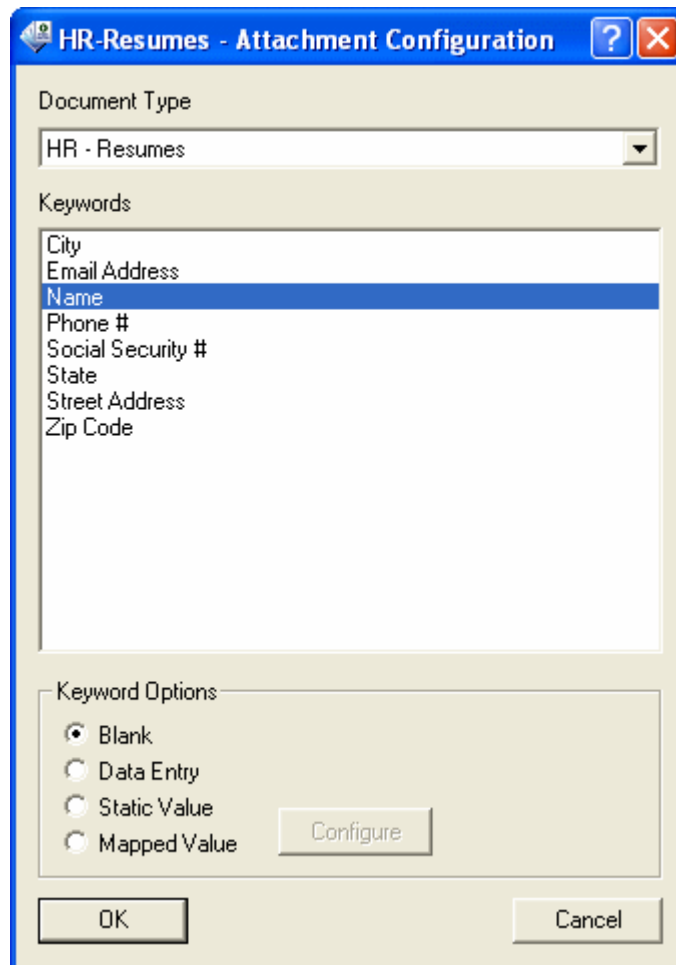 HR-Resumes - Attachment Configuration
Document Type
HR - Resumes
Keywords
City
Email Address
Name
Phone #
Social Security #
State
Street Address
Zip Code
Keyword Options
Blank
Data Entry
Static Value
Mapped Value
Configure
OK
Cancel